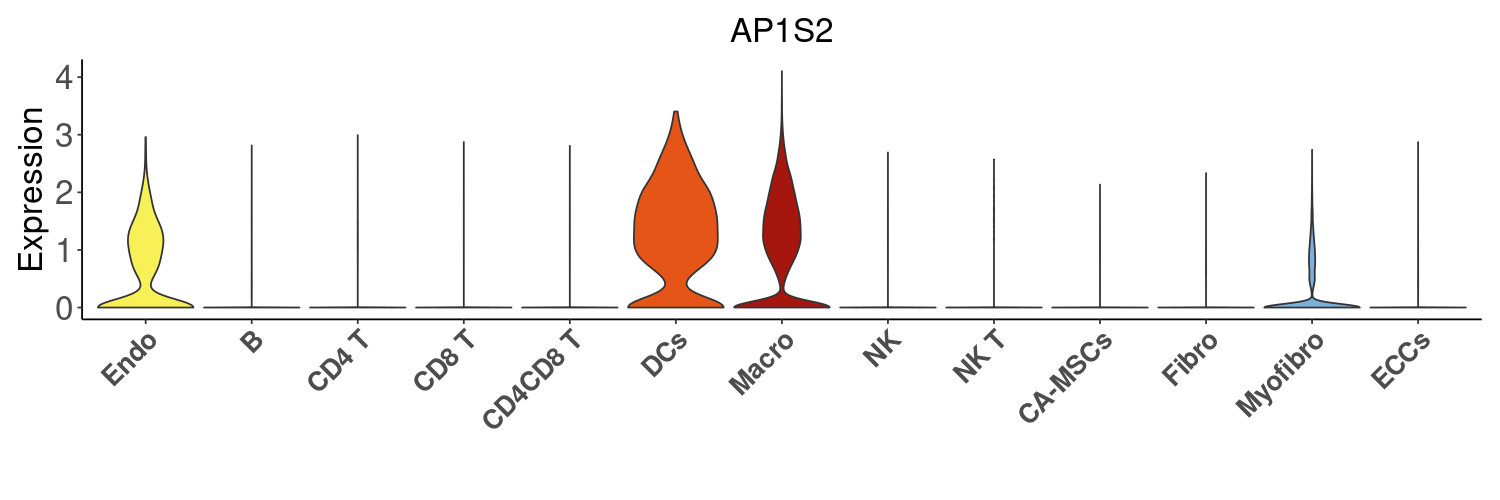 AP1S2
Expression
4
3
2
1
0
Endo
B
CD4 T
CD8 T
CD4CD8 T
DCs
Macro
NK
NK T
CA-MSCs
Fibro
Myofibro
ECCs